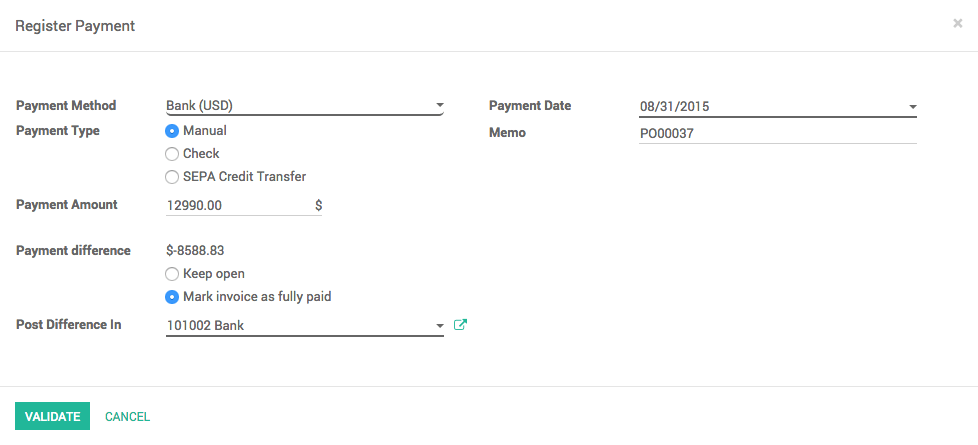 Register Payment ×
Payment Method Bank (USD) Payment Date 08/31/2015
Payment Type Manual Memo PO00037
Check
SEPA Credit Transfer
Payment Amount 12990.00 $
Payment difference $-8588.83
Keep open
Mark invoice as fully paid
Post Difference In 101002 Bank
VALIDATE CANCEL